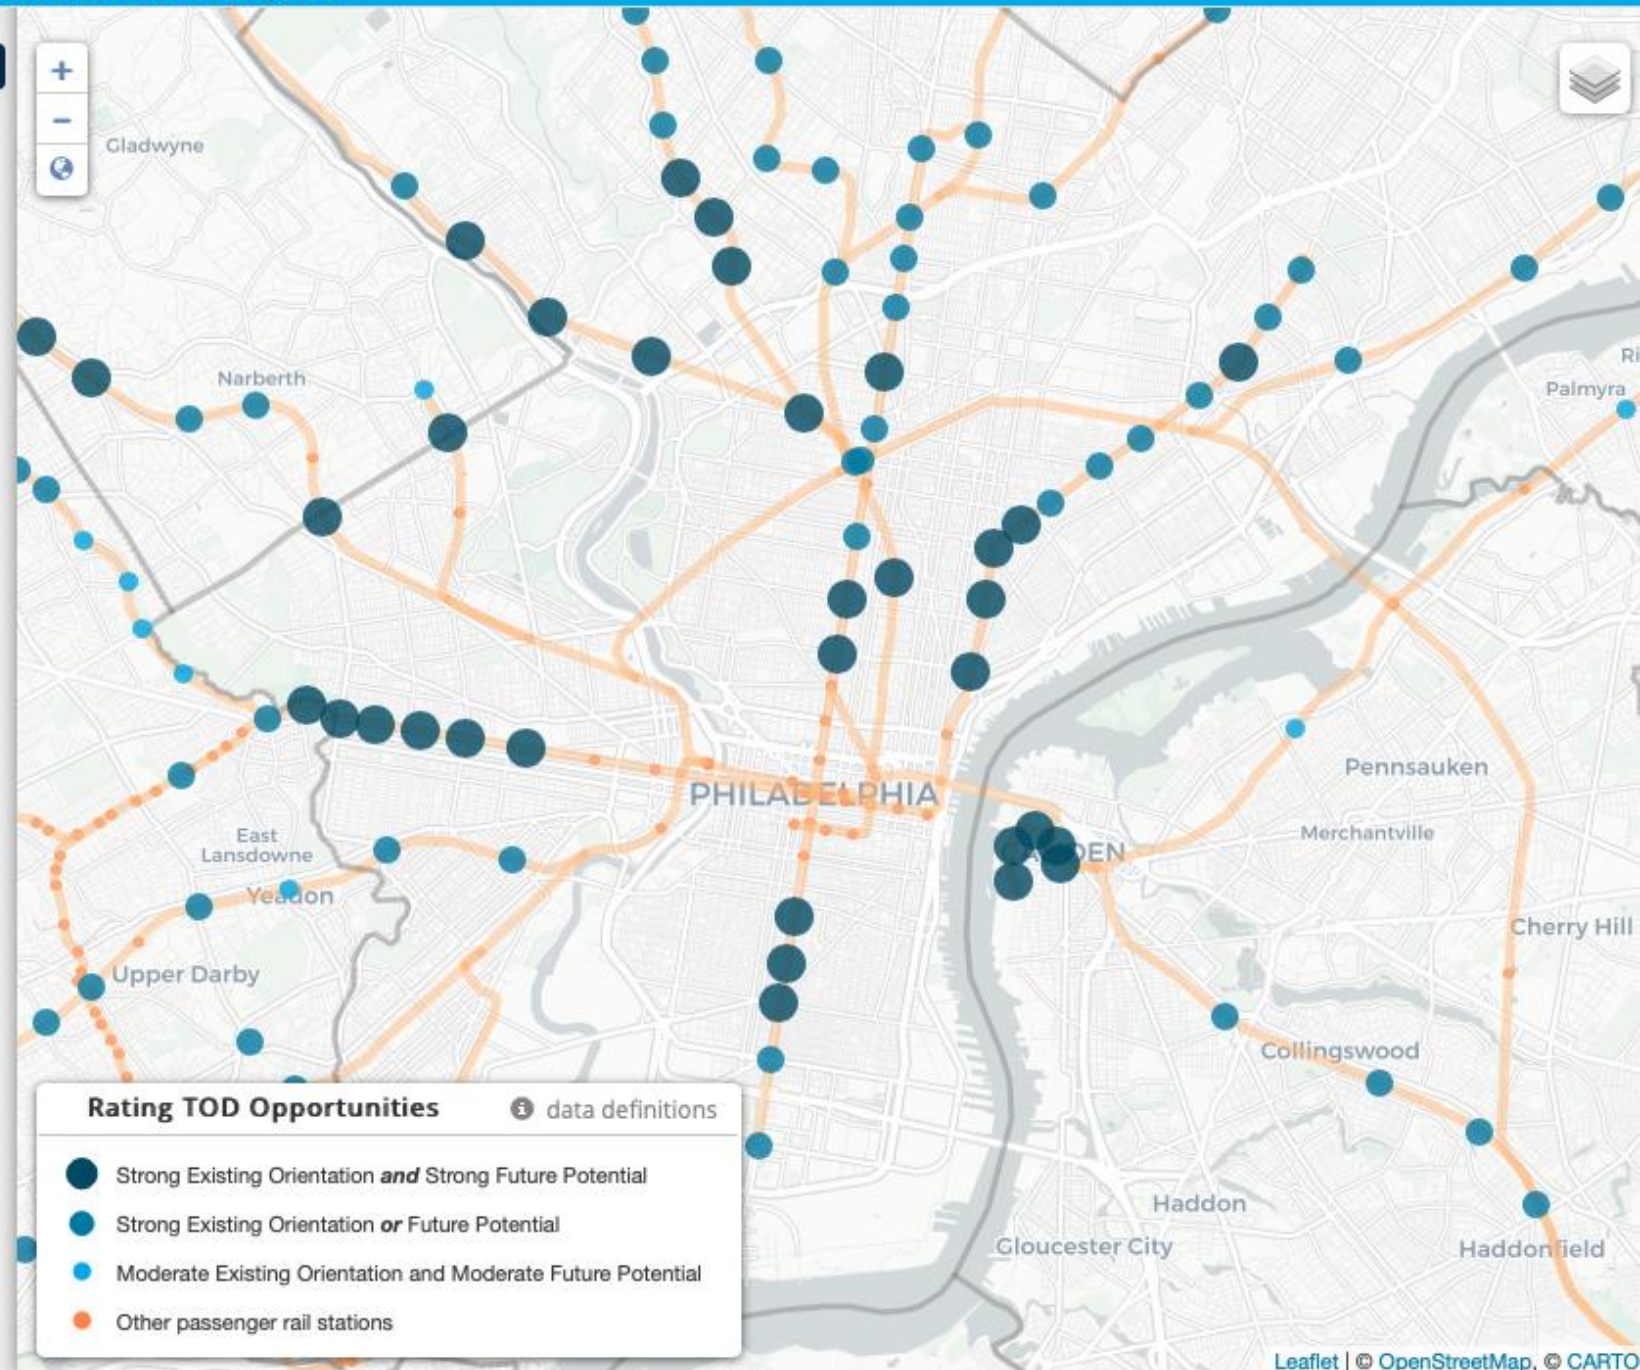 +
Gladwyne
−
Narberth
Ri
Palmyra
PHILADELPHIA
Pennsauken
East
Lansdowne
Merchantville
CAMDEN
Yeadon
Cherry Hill
Upper Darby
Collingswood
Rating TOD Opportunities
data definitions
Strong Existing Orientation and Strong Future Potential
Strong Existing Orientation or Future Potential
Moderate Existing Orientation and Moderate Future Potential
Other passenger rail stations
Haddon
Gloucester City
Haddonfield
Leaflet | © OpenStreetMap, © CARTO